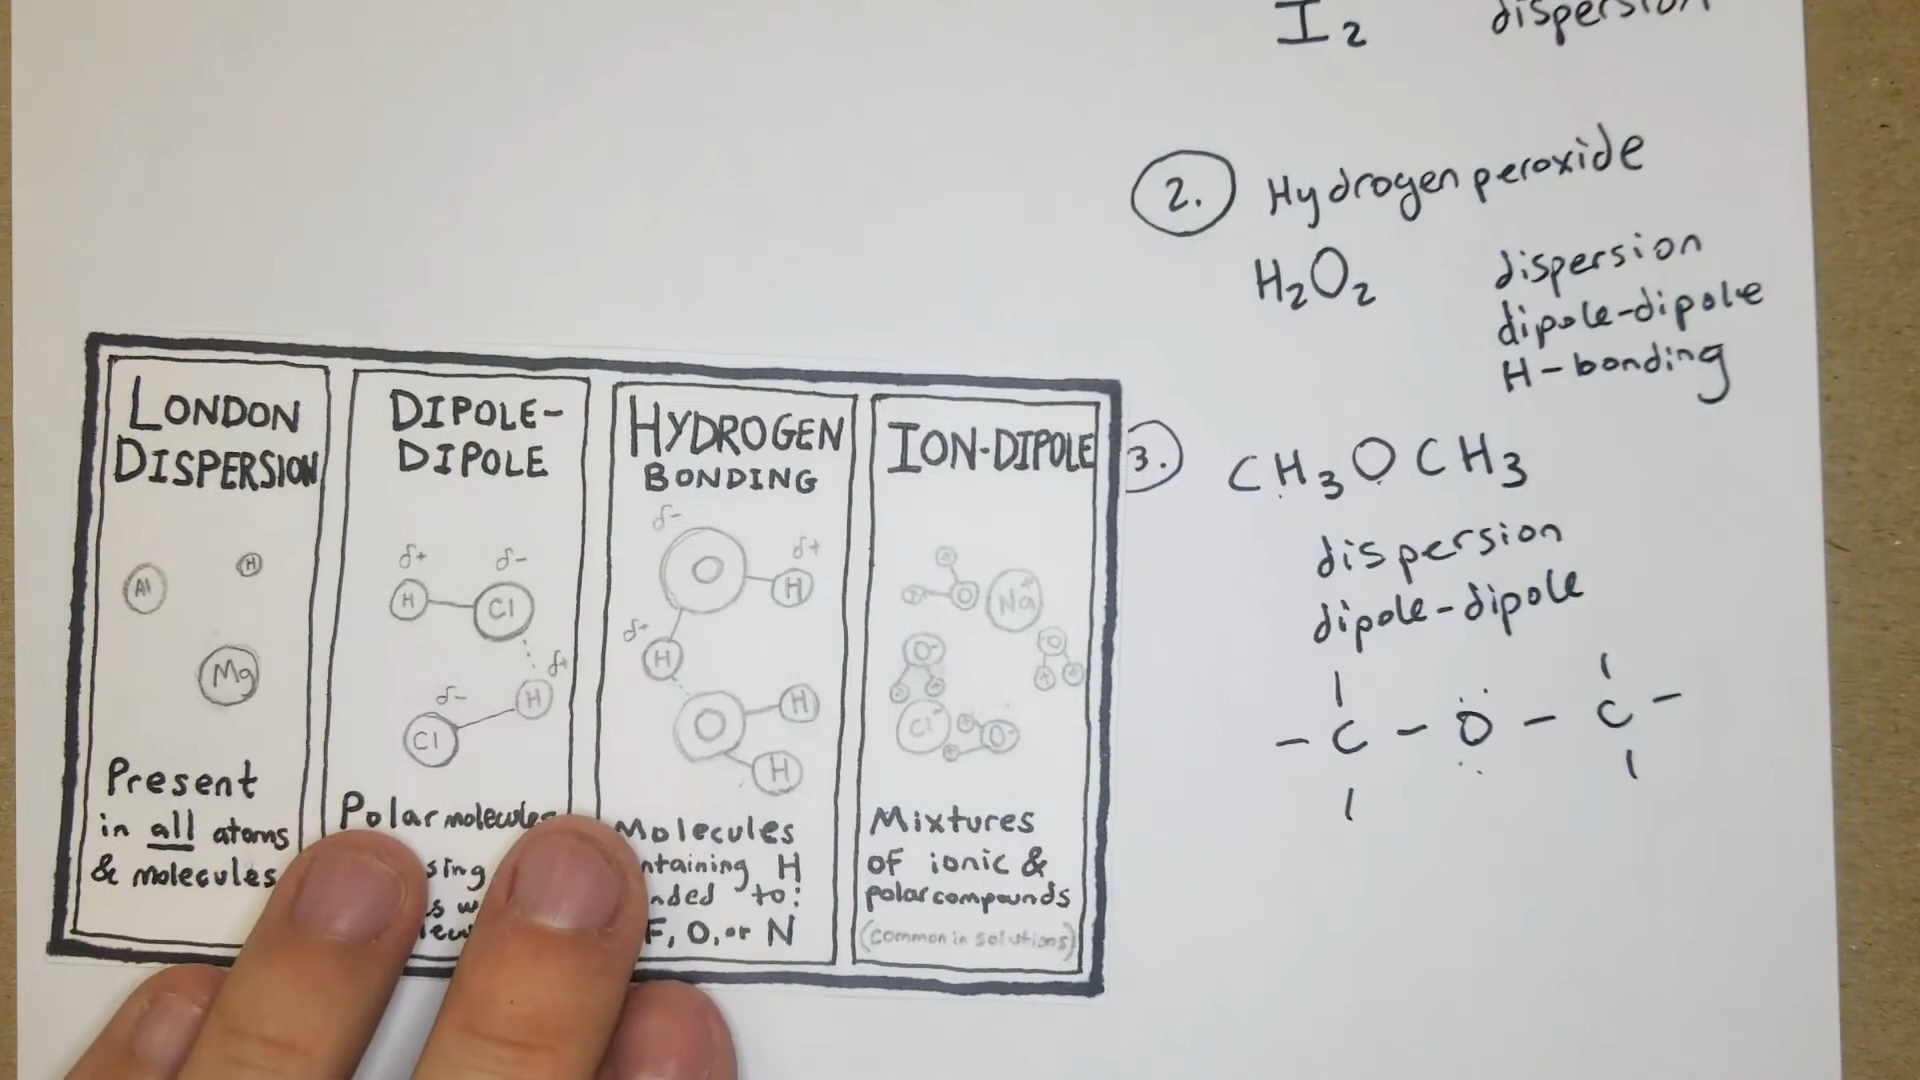 I2 dispersion
2. Hydrogen peroxide
H2O2
dispersion
dipole-dipole
H-bonding
3. CH3OCH3
dispersion
dipole-dipole
C - O - C
LONDON
DISPERSION
Al
H
Mg
Present
in all atoms
& molecules
DIPOLE-
DIPOLE
δ+ δ-
H Cl
δ- δ+
Cl H
Polar molecules
HYDROGEN
BONDING
δ-
O
δ+
H
δ+
H
O H
H
Molecules
H
to:
F, O, or N
ION-DIPOLE
+
+ O Na+
O-
O
+ +
+ +
Cl- + O-
+
Mixtures
of ionic &
polar compounds
(common in solutions)